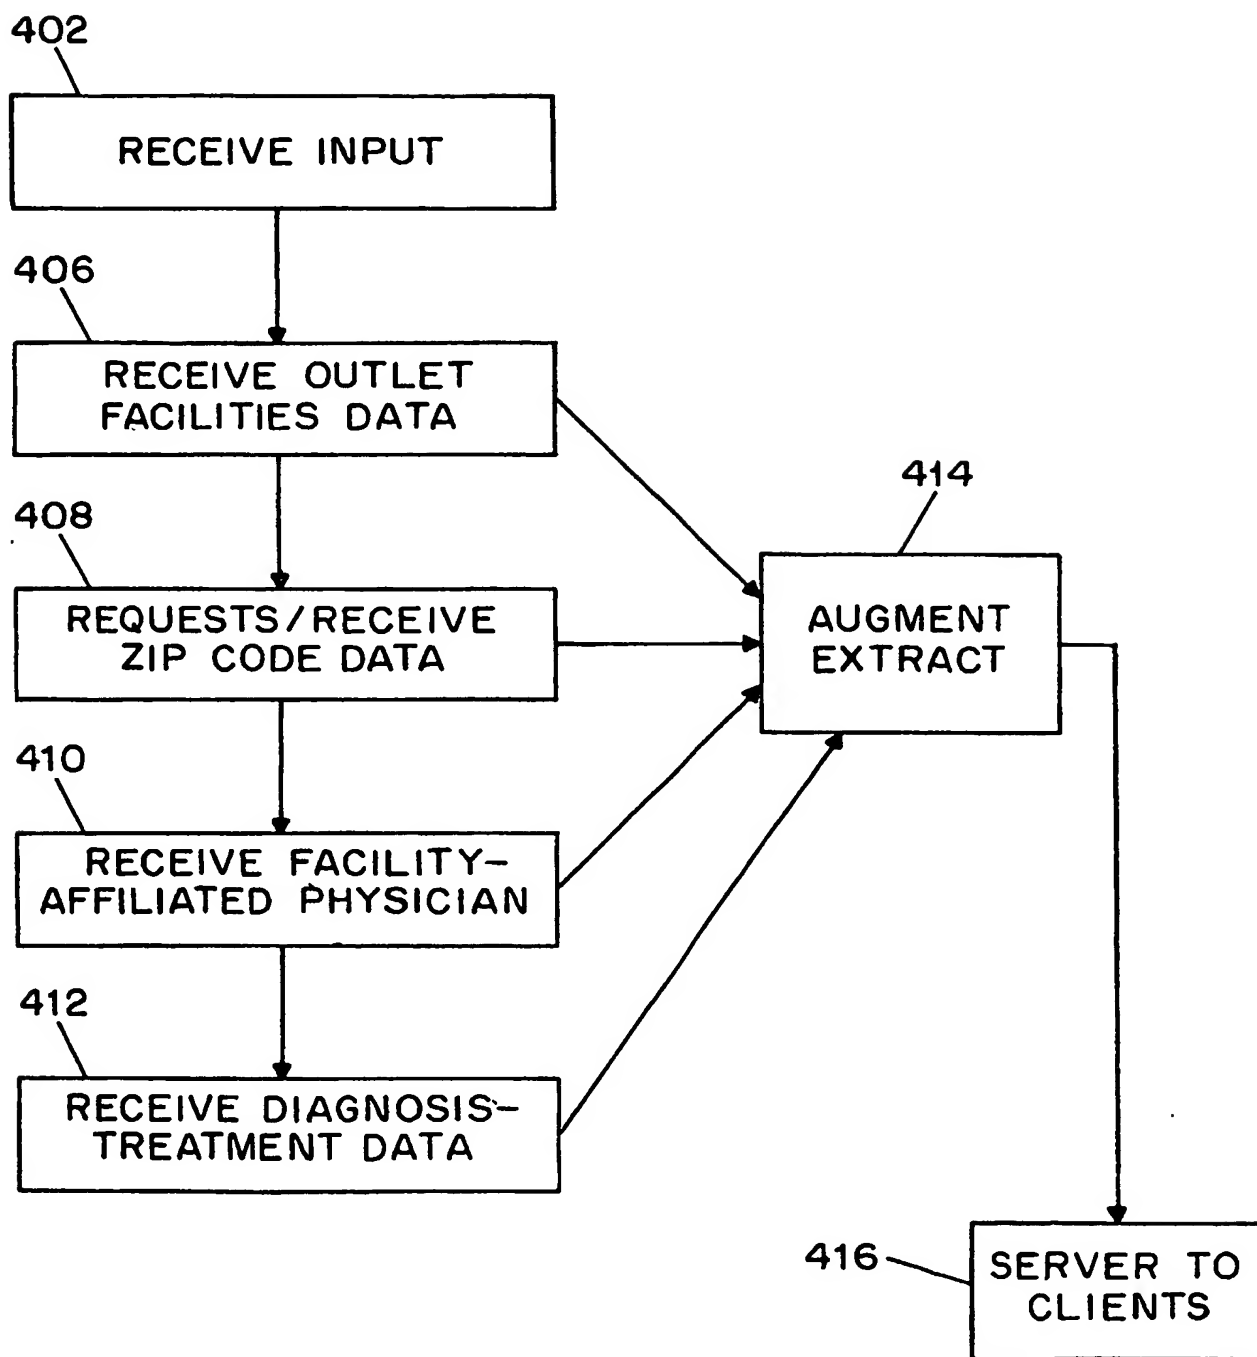 402
RECEIVE INPUT
406
RECEIVE OUTLET
FACILITIES DATA
408
REQUESTS/RECEIVE
ZIP CODE DATA
410
RECEIVE FACILITY-
AFFILIATED PHYSICIAN
412
RECEIVE DIAGNOSIS-
TREATMENT DATA
414
AUGMENT
EXTRACT
416
SERVER TO
CLIENTS